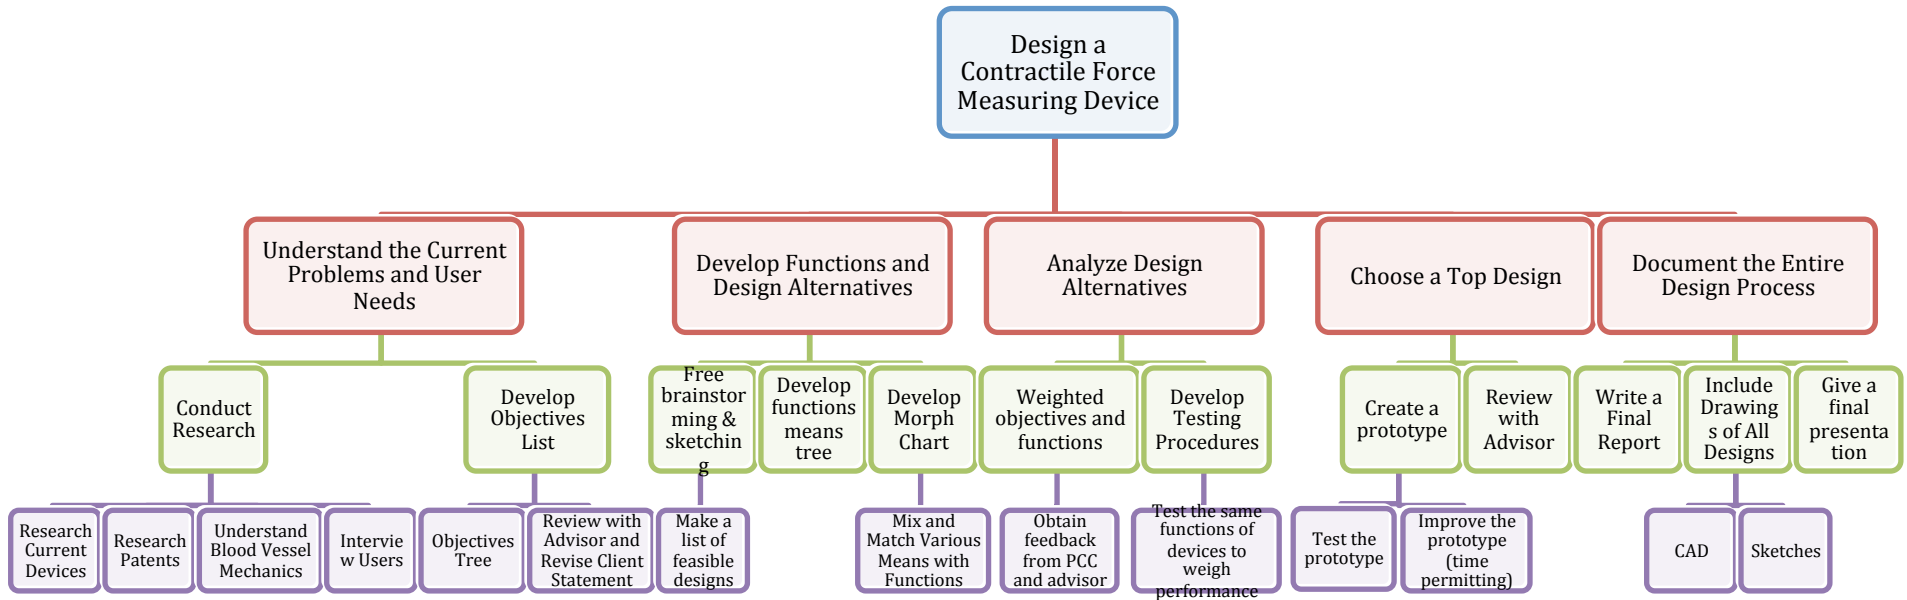 Design a
Contractile Force
Measuring Device
Understand the Current
Problems and User
Needs
Develop Functions and
Design Alternatives
Analyze Design
Alternatives
Choose a Top Design
Document the Entire
Design Process
Conduct
Research
Develop
Objectives
List
Free
brainstor
ming &
sketchin
g
Develop
functions
means
tree
Develop
Morph
Chart
Weighted
objectives and
functions
Develop
Testing
Procedures
Create a
prototype
Review
with
Advisor
Write a
Final
Report
Include
Drawing
s of All
Designs
Give a
final
presenta
tion
Research
Current
Devices
Research
Patents
Understand
Blood Vessel
Mechanics
Intervie
w Users
Objectives
Tree
Review with
Advisor and
Revise Client
Statement
Make a
list of
feasible
designs
Mix and
Match Various
Means with
Functions
Obtain
feedback
from PCC
and advisor
Test the same
functions of
devices to
weigh
performance
Test the
prototype
Improve the
prototype
(time
permitting)
CAD
Sketches